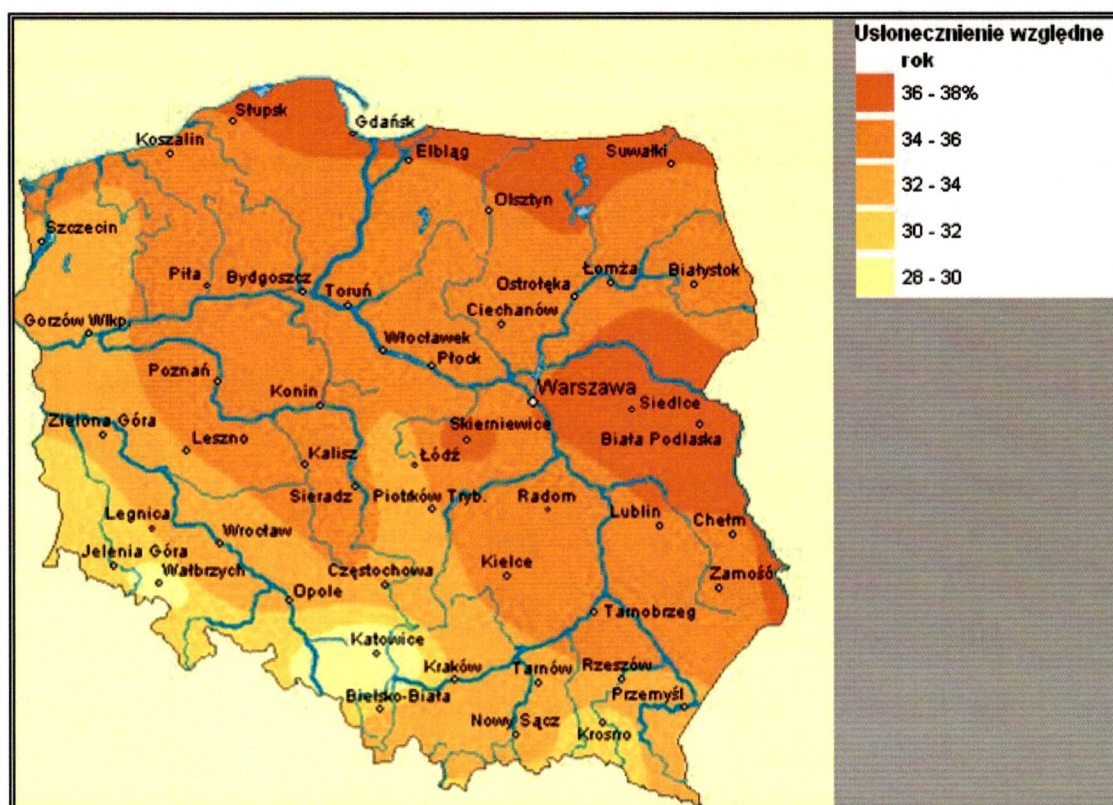 Usłonecznienie względne
rok
36 - 38%
34 - 36
32 - 34
30 - 32
28 - 30
Słupsk
Gdańsk
Koszalin
Elbląg
Suwałki
Olsztyn
Szczecin
Piła
Bydgoszcz
Toruń
Ostrołęka
Łomża
Białystok
Ciechanów
Gorzów Wlkp.
Włocławek
Płock
Poznań
Konin
Warszawa
Siedlce
Skierniewice
Biała Podlaska
Zielona Góra
Leszno
Kalisz
Łódź
Sieradz
Piotrków Tryb.
Radom
Lublin
Chełm
Legnica
Wrocław
Jelenia Góra
Wałbrzych
Częstochowa
Kielce
Zamość
Opole
Tarnobrzeg
Katowice
Kraków
Tarnów
Rzeszów
Przemyśl
Bielsko-Biała
Nowy Sącz
Krosno